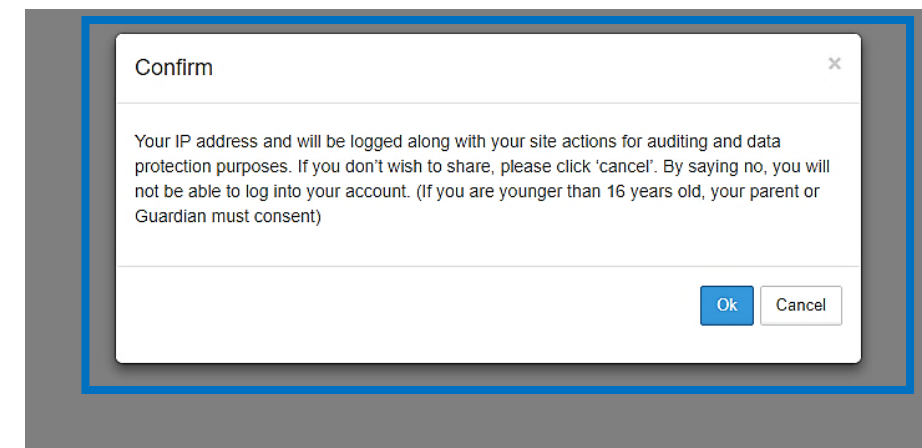 Confirm ×
Your IP address and will be logged along with your site actions for auditing and data
protection purposes. If you don’t wish to share, please click ‘cancel’. By saying no, you will
not be able to log into your account. (If you are younger than 16 years old, your parent or
Guardian must consent)
Ok Cancel